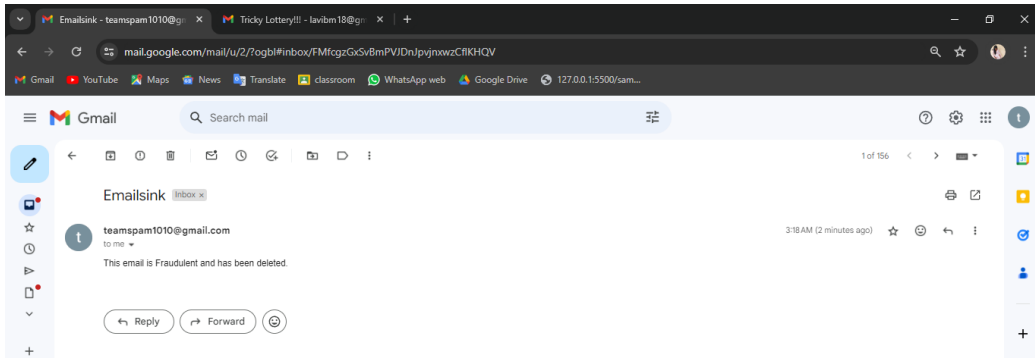 Emailsink - teamspam1010@gm
Tricky Lottery!!! - lavibm18@gm
mail.google.com/mail/u/2/?ogbl#inbox/FMfcgzGxSvBmPVJDnJpvjnxwzCflKHQV
Gmail YouTube Maps News Translate classroom WhatsApp web Google Drive 127.0.0.1:5500/sam...
Gmail Search mail t
1 of 156
Emailsink Inbox x
t teamspam1010@gmail.com 3:18 AM (2 minutes ago)
to me
This email is Fraudulent and has been deleted.
Reply Forward